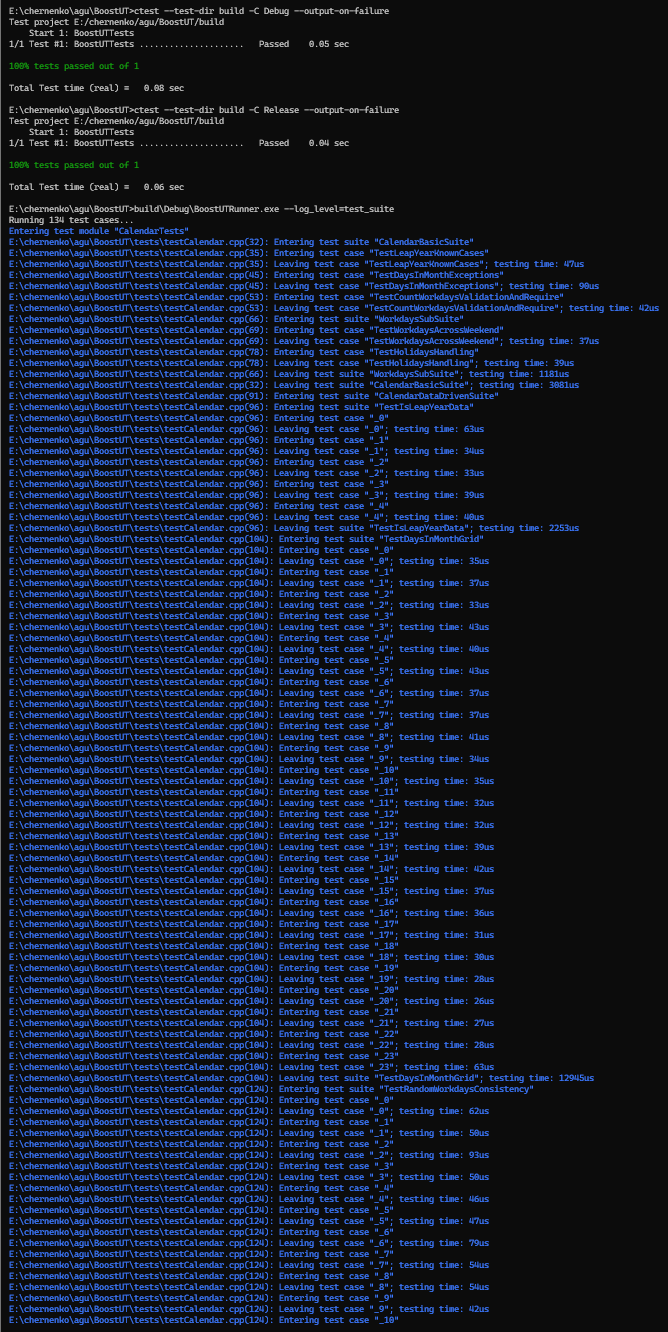 E:\chernenko\agu\BoostUT>ctest --test-dir build -C Debug --output-on-failure
Test project E:/chernenko/agu/BoostUT/build
    Start 1: BoostUTTests
1/1 Test #1: BoostUTTests .....................   Passed    0.05 sec

100% tests passed out of 1

Total Test time (real) =   0.08 sec

E:\chernenko\agu\BoostUT>ctest --test-dir build -C Release --output-on-failure
Test project E:/chernenko/agu/BoostUT/build
    Start 1: BoostUTTests
1/1 Test #1: BoostUTTests .....................   Passed    0.04 sec

100% tests passed out of 1

Total Test time (real) =   0.06 sec

E:\chernenko\agu\BoostUT>build\Debug\BoostUTRunner.exe --log_level=test_suite
Running 134 test cases...
Entering test module "CalendarTests"
E:\chernenko\agu\BoostUT\tests\testCalendar.cpp(32): Entering test suite "CalendarBasicSuite"
E:\chernenko\agu\BoostUT\tests\testCalendar.cpp(35): Entering test case "TestLeapYearKnownCases"
E:\chernenko\agu\BoostUT\tests\testCalendar.cpp(35): Leaving test case "TestLeapYearKnownCases"; testing time: 47us
E:\chernenko\agu\BoostUT\tests\testCalendar.cpp(45): Entering test case "TestDaysInMonthExceptions"
E:\chernenko\agu\BoostUT\tests\testCalendar.cpp(45): Leaving test case "TestDaysInMonthExceptions"; testing time: 90us
E:\chernenko\agu\BoostUT\tests\testCalendar.cpp(53): Entering test case "TestCountWorkdaysValidationAndRequire"
E:\chernenko\agu\BoostUT\tests\testCalendar.cpp(53): Leaving test case "TestCountWorkdaysValidationAndRequire"; testing time: 42us
E:\chernenko\agu\BoostUT\tests\testCalendar.cpp(66): Entering test suite "WorkdaysSubSuite"
E:\chernenko\agu\BoostUT\tests\testCalendar.cpp(69): Entering test case "TestWorkdaysAcrossWeekend"
E:\chernenko\agu\BoostUT\tests\testCalendar.cpp(69): Leaving test case "TestWorkdaysAcrossWeekend"; testing time: 37us
E:\chernenko\agu\BoostUT\tests\testCalendar.cpp(78): Entering test case "TestHolidaysHandling"
E:\chernenko\agu\BoostUT\tests\testCalendar.cpp(78): Leaving test case "TestHolidaysHandling"; testing time: 39us
E:\chernenko\agu\BoostUT\tests\testCalendar.cpp(66): Leaving test suite "WorkdaysSubSuite"; testing time: 1181us
E:\chernenko\agu\BoostUT\tests\testCalendar.cpp(32): Leaving test suite "CalendarBasicSuite"; testing time: 3081us
E:\chernenko\agu\BoostUT\tests\testCalendar.cpp(91): Entering test suite "CalendarDataDrivenSuite"
E:\chernenko\agu\BoostUT\tests\testCalendar.cpp(96): Entering test suite "TestIsLeapYearData"
E:\chernenko\agu\BoostUT\tests\testCalendar.cpp(96): Entering test case "_0"
E:\chernenko\agu\BoostUT\tests\testCalendar.cpp(96): Leaving test case "_0"; testing time: 63us
E:\chernenko\agu\BoostUT\tests\testCalendar.cpp(96): Entering test case "_1"
E:\chernenko\agu\BoostUT\tests\testCalendar.cpp(96): Leaving test case "_1"; testing time: 34us
E:\chernenko\agu\BoostUT\tests\testCalendar.cpp(96): Entering test case "_2"
E:\chernenko\agu\BoostUT\tests\testCalendar.cpp(96): Leaving test case "_2"; testing time: 33us
E:\chernenko\agu\BoostUT\tests\testCalendar.cpp(96): Entering test case "_3"
E:\chernenko\agu\BoostUT\tests\testCalendar.cpp(96): Leaving test case "_3"; testing time: 39us
E:\chernenko\agu\BoostUT\tests\testCalendar.cpp(96): Entering test case "_4"
E:\chernenko\agu\BoostUT\tests\testCalendar.cpp(96): Leaving test case "_4"; testing time: 40us
E:\chernenko\agu\BoostUT\tests\testCalendar.cpp(96): Leaving test suite "TestIsLeapYearData"; testing time: 2253us
E:\chernenko\agu\BoostUT\tests\testCalendar.cpp(104): Entering test suite "TestDaysInMonthGrid"
E:\chernenko\agu\BoostUT\tests\testCalendar.cpp(104): Entering test case "_0"
E:\chernenko\agu\BoostUT\tests\testCalendar.cpp(104): Leaving test case "_0"; testing time: 35us
E:\chernenko\agu\BoostUT\tests\testCalendar.cpp(104): Entering test case "_1"
E:\chernenko\agu\BoostUT\tests\testCalendar.cpp(104): Leaving test case "_1"; testing time: 37us
E:\chernenko\agu\BoostUT\tests\testCalendar.cpp(104): Entering test case "_2"
E:\chernenko\agu\BoostUT\tests\testCalendar.cpp(104): Leaving test case "_2"; testing time: 33us
E:\chernenko\agu\BoostUT\tests\testCalendar.cpp(104): Entering test case "_3"
E:\chernenko\agu\BoostUT\tests\testCalendar.cpp(104): Leaving test case "_3"; testing time: 43us
E:\chernenko\agu\BoostUT\tests\testCalendar.cpp(104): Entering test case "_4"
E:\chernenko\agu\BoostUT\tests\testCalendar.cpp(104): Leaving test case "_4"; testing time: 40us
E:\chernenko\agu\BoostUT\tests\testCalendar.cpp(104): Entering test case "_5"
E:\chernenko\agu\BoostUT\tests\testCalendar.cpp(104): Leaving test case "_5"; testing time: 43us
E:\chernenko\agu\BoostUT\tests\testCalendar.cpp(104): Entering test case "_6"
E:\chernenko\agu\BoostUT\tests\testCalendar.cpp(104): Leaving test case "_6"; testing time: 37us
E:\chernenko\agu\BoostUT\tests\testCalendar.cpp(104): Entering test case "_7"
E:\chernenko\agu\BoostUT\tests\testCalendar.cpp(104): Leaving test case "_7"; testing time: 37us
E:\chernenko\agu\BoostUT\tests\testCalendar.cpp(104): Entering test case "_8"
E:\chernenko\agu\BoostUT\tests\testCalendar.cpp(104): Leaving test case "_8"; testing time: 41us
E:\chernenko\agu\BoostUT\tests\testCalendar.cpp(104): Entering test case "_9"
E:\chernenko\agu\BoostUT\tests\testCalendar.cpp(104): Leaving test case "_9"; testing time: 34us
E:\chernenko\agu\BoostUT\tests\testCalendar.cpp(104): Entering test case "_10"
E:\chernenko\agu\BoostUT\tests\testCalendar.cpp(104): Leaving test case "_10"; testing time: 35us
E:\chernenko\agu\BoostUT\tests\testCalendar.cpp(104): Entering test case "_11"
E:\chernenko\agu\BoostUT\tests\testCalendar.cpp(104): Leaving test case "_11"; testing time: 32us
E:\chernenko\agu\BoostUT\tests\testCalendar.cpp(104): Entering test case "_12"
E:\chernenko\agu\BoostUT\tests\testCalendar.cpp(104): Leaving test case "_12"; testing time: 32us
E:\chernenko\agu\BoostUT\tests\testCalendar.cpp(104): Entering test case "_13"
E:\chernenko\agu\BoostUT\tests\testCalendar.cpp(104): Leaving test case "_13"; testing time: 39us
E:\chernenko\agu\BoostUT\tests\testCalendar.cpp(104): Entering test case "_14"
E:\chernenko\agu\BoostUT\tests\testCalendar.cpp(104): Leaving test case "_14"; testing time: 42us
E:\chernenko\agu\BoostUT\tests\testCalendar.cpp(104): Entering test case "_15"
E:\chernenko\agu\BoostUT\tests\testCalendar.cpp(104): Leaving test case "_15"; testing time: 37us
E:\chernenko\agu\BoostUT\tests\testCalendar.cpp(104): Entering test case "_16"
E:\chernenko\agu\BoostUT\tests\testCalendar.cpp(104): Leaving test case "_16"; testing time: 36us
E:\chernenko\agu\BoostUT\tests\testCalendar.cpp(104): Entering test case "_17"
E:\chernenko\agu\BoostUT\tests\testCalendar.cpp(104): Leaving test case "_17"; testing time: 31us
E:\chernenko\agu\BoostUT\tests\testCalendar.cpp(104): Entering test case "_18"
E:\chernenko\agu\BoostUT\tests\testCalendar.cpp(104): Leaving test case "_18"; testing time: 30us
E:\chernenko\agu\BoostUT\tests\testCalendar.cpp(104): Entering test case "_19"
E:\chernenko\agu\BoostUT\tests\testCalendar.cpp(104): Leaving test case "_19"; testing time: 28us
E:\chernenko\agu\BoostUT\tests\testCalendar.cpp(104): Entering test case "_20"
E:\chernenko\agu\BoostUT\tests\testCalendar.cpp(104): Leaving test case "_20"; testing time: 26us
E:\chernenko\agu\BoostUT\tests\testCalendar.cpp(104): Entering test case "_21"
E:\chernenko\agu\BoostUT\tests\testCalendar.cpp(104): Leaving test case "_21"; testing time: 27us
E:\chernenko\agu\BoostUT\tests\testCalendar.cpp(104): Entering test case "_22"
E:\chernenko\agu\BoostUT\tests\testCalendar.cpp(104): Leaving test case "_22"; testing time: 28us
E:\chernenko\agu\BoostUT\tests\testCalendar.cpp(104): Entering test case "_23"
E:\chernenko\agu\BoostUT\tests\testCalendar.cpp(104): Leaving test case "_23"; testing time: 63us
E:\chernenko\agu\BoostUT\tests\testCalendar.cpp(104): Leaving test suite "TestDaysInMonthGrid"; testing time: 12945us
E:\chernenko\agu\BoostUT\tests\testCalendar.cpp(124): Entering test suite "TestRandomWorkdaysConsistency"
E:\chernenko\agu\BoostUT\tests\testCalendar.cpp(124): Entering test case "_0"
E:\chernenko\agu\BoostUT\tests\testCalendar.cpp(124): Leaving test case "_0"; testing time: 62us
E:\chernenko\agu\BoostUT\tests\testCalendar.cpp(124): Entering test case "_1"
E:\chernenko\agu\BoostUT\tests\testCalendar.cpp(124): Leaving test case "_1"; testing time: 50us
E:\chernenko\agu\BoostUT\tests\testCalendar.cpp(124): Entering test case "_2"
E:\chernenko\agu\BoostUT\tests\testCalendar.cpp(124): Leaving test case "_2"; testing time: 93us
E:\chernenko\agu\BoostUT\tests\testCalendar.cpp(124): Entering test case "_3"
E:\chernenko\agu\BoostUT\tests\testCalendar.cpp(124): Leaving test case "_3"; testing time: 50us
E:\chernenko\agu\BoostUT\tests\testCalendar.cpp(124): Entering test case "_4"
E:\chernenko\agu\BoostUT\tests\testCalendar.cpp(124): Leaving test case "_4"; testing time: 46us
E:\chernenko\agu\BoostUT\tests\testCalendar.cpp(124): Entering test case "_5"
E:\chernenko\agu\BoostUT\tests\testCalendar.cpp(124): Leaving test case "_5"; testing time: 47us
E:\chernenko\agu\BoostUT\tests\testCalendar.cpp(124): Entering test case "_6"
E:\chernenko\agu\BoostUT\tests\testCalendar.cpp(124): Leaving test case "_6"; testing time: 79us
E:\chernenko\agu\BoostUT\tests\testCalendar.cpp(124): Entering test case "_7"
E:\chernenko\agu\BoostUT\tests\testCalendar.cpp(124): Leaving test case "_7"; testing time: 54us
E:\chernenko\agu\BoostUT\tests\testCalendar.cpp(124): Entering test case "_8"
E:\chernenko\agu\BoostUT\tests\testCalendar.cpp(124): Leaving test case "_8"; testing time: 54us
E:\chernenko\agu\BoostUT\tests\testCalendar.cpp(124): Entering test case "_9"
E:\chernenko\agu\BoostUT\tests\testCalendar.cpp(124): Leaving test case "_9"; testing time: 42us
E:\chernenko\agu\BoostUT\tests\testCalendar.cpp(124): Entering test case "_10"